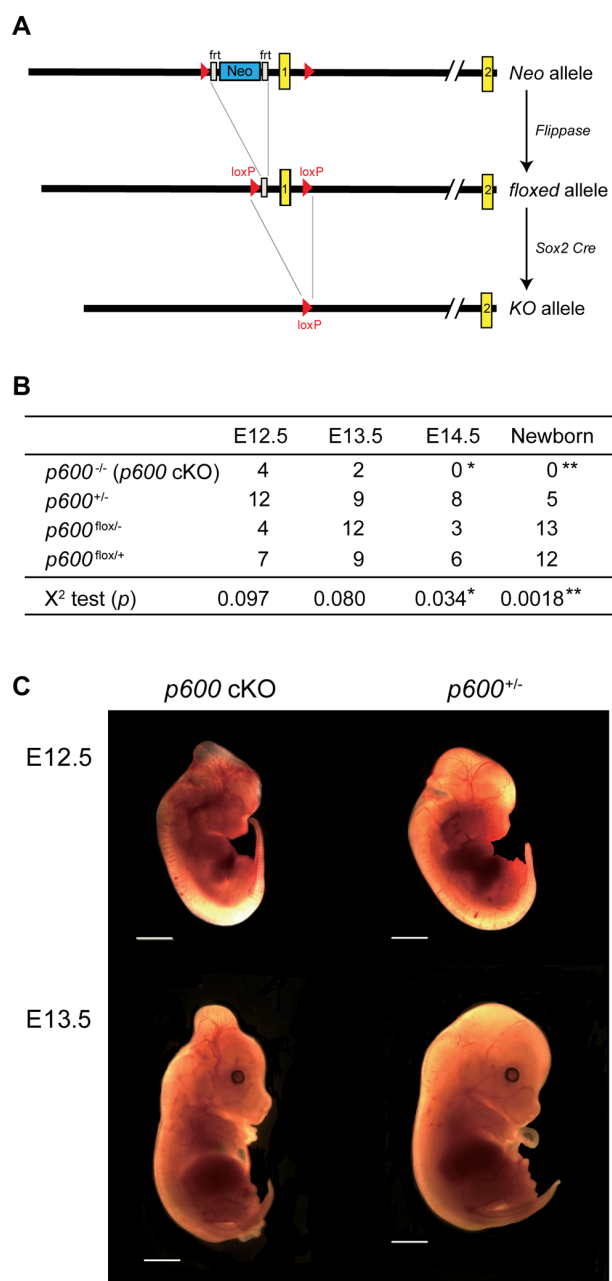 A
frt frt
Neo 1 2 Neo allele
Flippase
loxP loxP
1 2 floxed allele
Sox2 Cre
2 KO allele
loxP
B
E12.5 E13.5 E14.5 Newborn
p600-/- (p600 cKO) 4 2 0* 0**
p600+/- 12 9 8 5
p600flox/- 4 12 3 13
p600flox/+ 7 9 6 12
X2 test (p) 0.097 0.080 0.034* 0.0018**
C
p600 cKO p600+/-
E12.5
E13.5